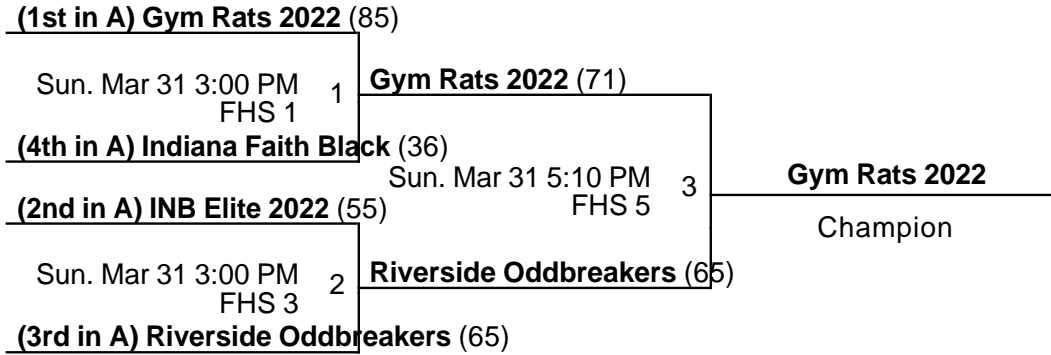 (1st in A) Gym Rats 2022 (85)
Sun. Mar 31 3:00 PM
FHS 1
1
Gym Rats 2022 (71)
(4th in A) Indiana Faith Black (36)
Sun. Mar 31 5:10 PM
FHS 5
3
Gym Rats 2022
Champion
(2nd in A) INB Elite 2022 (55)
Sun. Mar 31 3:00 PM
FHS 3
2
Riverside Oddbreakers (65)
(3rd in A) Riverside Oddbreakers (65)